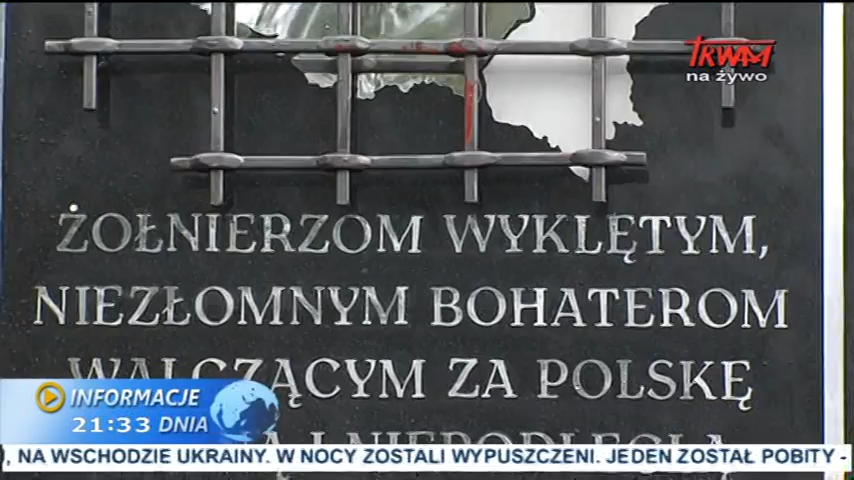 TRWAM
na żywo
ŻOŁNIERZOM WYKLĘTYM,
NIEZŁOMNYM BOHATEROM
WALCZĄCYM ZA POLSKĘ
INFORMACJE
21:33 DNIA
, NA WSCHODZIE UKRAINY. W NOCY ZOSTALI WYPUSZCZENI. JEDEN ZOSTAŁ POBITY -